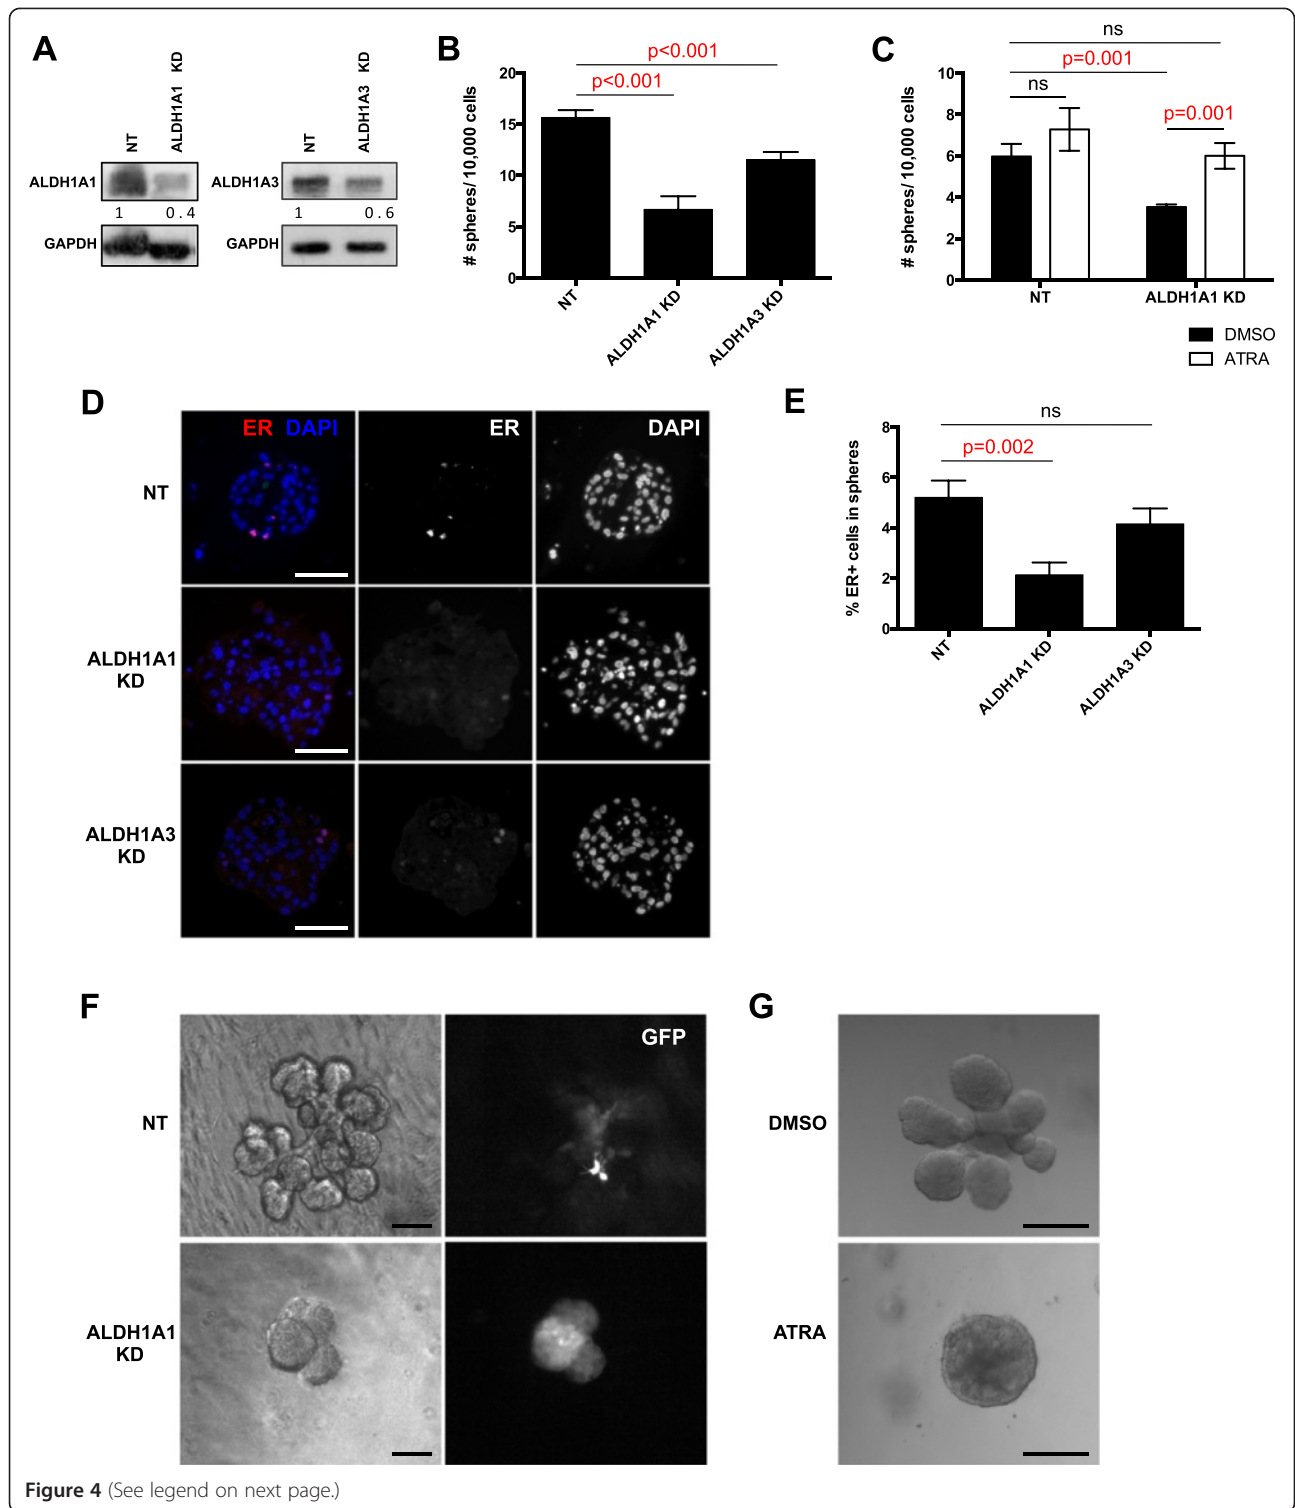 A
NT
ALDH1A1 KD
NT
ALDH1A3 KD
ALDH1A1
1
0.4
GAPDH
ALDH1A3
1
0.6
GAPDH
B
p<0.001
p<0.001
# spheres/ 10,000 cells
20
15
10
5
0
NT
ALDH1A1 KD
ALDH1A3 KD
C
ns
p=0.001
ns
p=0.001
# spheres/ 10,000 cells
10
8
6
4
2
0
NT
ALDH1A1 KD
DMSO
ATRA
D
ER DAPI
ER
DAPI
NT
ALDH1A1
KD
ALDH1A3
KD
E
ns
p=0.002
% ER+ cells in spheres
8
6
4
2
0
NT
ALDH1A1 KD
ALDH1A3 KD
F
GFP
NT
ALDH1A1
KD
G
DMSO
ATRA
Figure 4 (See legend on next page.)